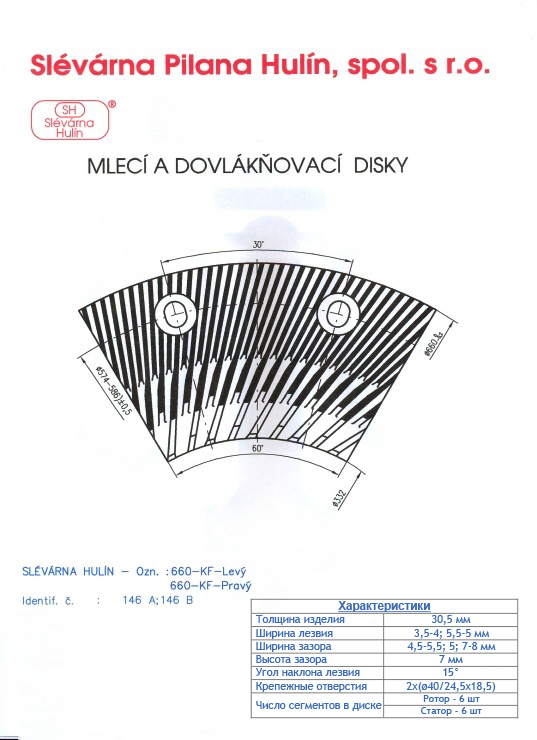 Slévárna Pilana Hulín, spol. s r.o.
SH
®
Slévárna
Hulín
MLECÍ A DOVLÁKŇOVACÍ DISKY
30°
ø574-586)±0,5
60°
ø332
SLÉVÁRNA HULÍN – Ozn. : 660-KF-Levý
660-KF-Pravý
Identif. č. : 146 A; 146 B
Характеристики
Толщина изделия 30,5 мм
Ширина лезвия 3,5-4; 5,5-5 мм
Ширина зазора 4,5-5,5; 5; 7-8 мм
Высота зазора 7 мм
Угол наклона лезвия 15°
Крепежные отверстия 2x(ø40/24,5x18,5)
Число сегментов в диске Ротор - 6 шт
Статор - 6 шт